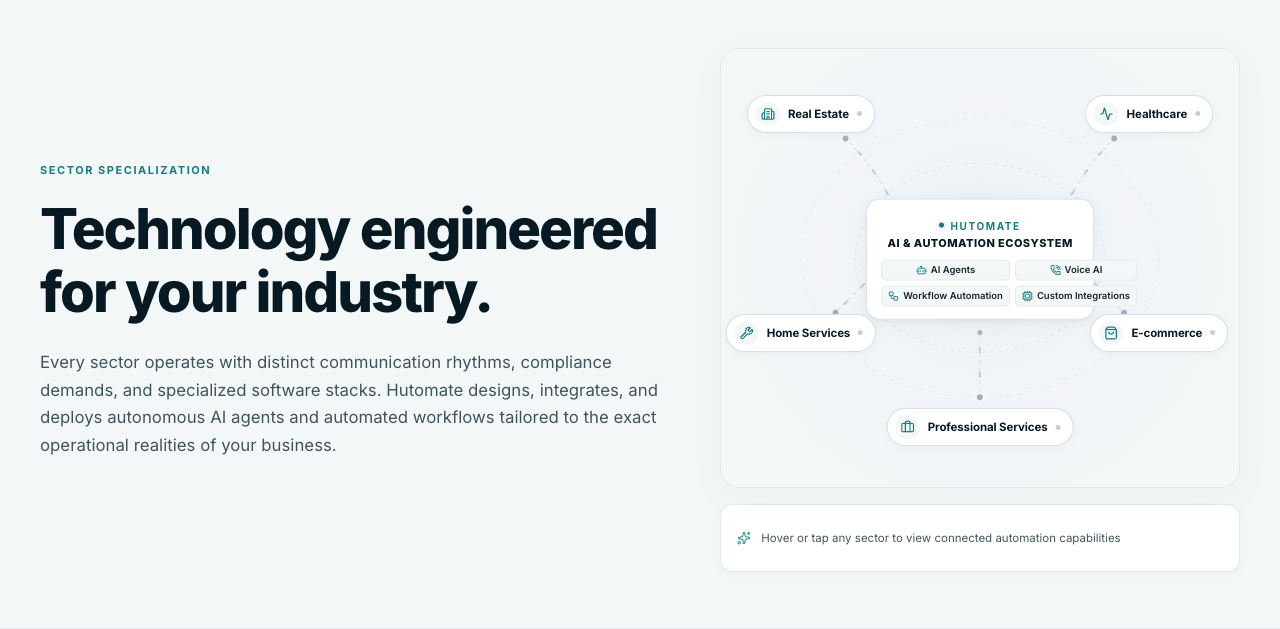 SECTOR SPECIALIZATION
Technology engineered
for your industry.
Every sector operates with distinct communication rhythms, compliance
demands, and specialized software stacks. Hutomate designs, integrates, and
deploys autonomous AI agents and automated workflows tailored to the exact
operational realities of your business.
Real Estate
Healthcare
HUTOMATE
AI & AUTOMATION ECOSYSTEM
AI Agents
Voice AI
Workflow Automation
Custom Integrations
Home Services
E-commerce
Professional Services
Hover or tap any sector to view connected automation capabilities